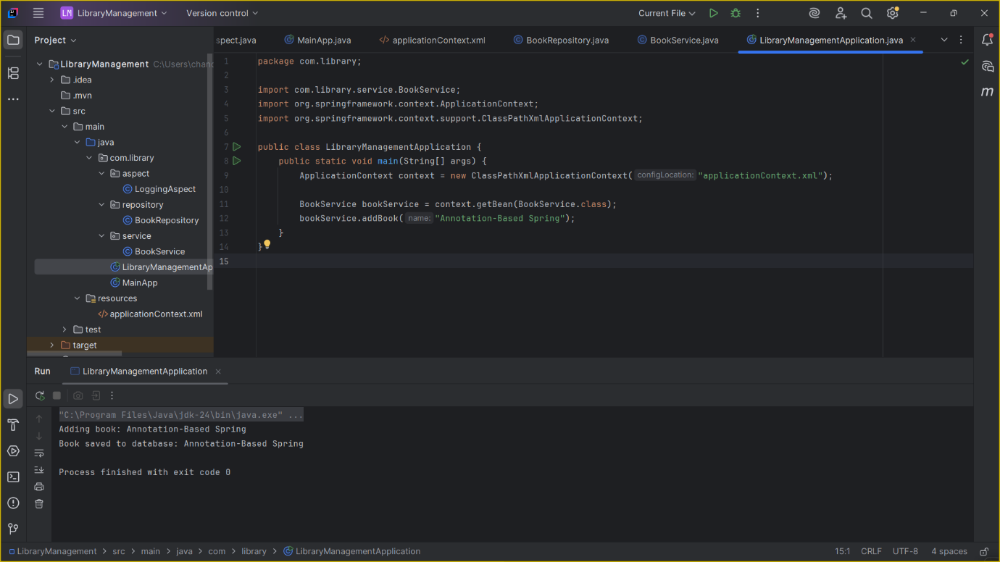 LM LibraryManagement Version control Current File
Project
spect.java MainApp.java </> applicationContext.xml BookRepository.java BookService.java LibraryManagementApplication.java
LibraryManagement C:\Users\chand
.idea
.mvn
src
main
java
com.library
aspect
LoggingAspect
repository
BookRepository
service
BookService
LibraryManagementAp
MainApp
resources
</> applicationContext.xml
test
target
1 package com.library;
2
3 import com.library.service.BookService;
4 import org.springframework.context.ApplicationContext;
5 import org.springframework.context.support.ClassPathXmlApplicationContext;
6
7 public class LibraryManagementApplication {
8 public static void main(String[] args) {
9 ApplicationContext context = new ClassPathXmlApplicationContext( configLocation: "applicationContext.xml");
10
11 BookService bookService = context.getBean(BookService.class);
12 bookService.addBook( name: "Annotation-Based Spring");
13 }
14 }
15
Run LibraryManagementApplication
"C:\Program Files\Java\jdk-24\bin\java.exe" ...
Adding book: Annotation-Based Spring
Book saved to database: Annotation-Based Spring
Process finished with exit code 0
LibraryManagement > src > main > java > com > library > LibraryManagementApplication 15:1 CRLF UTF-8 4 spaces